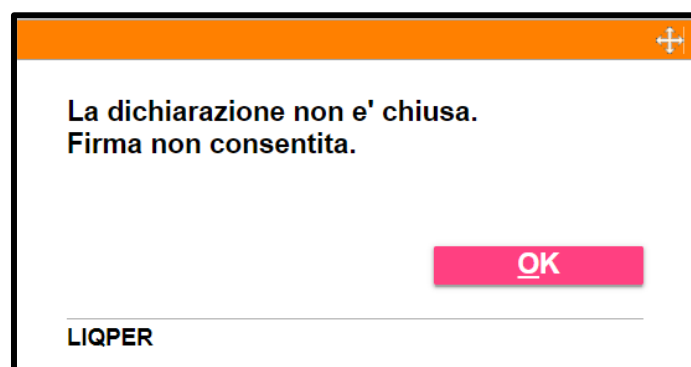 La dichiarazione non e' chiusa.
Firma non consentita.
OK
LIQPER